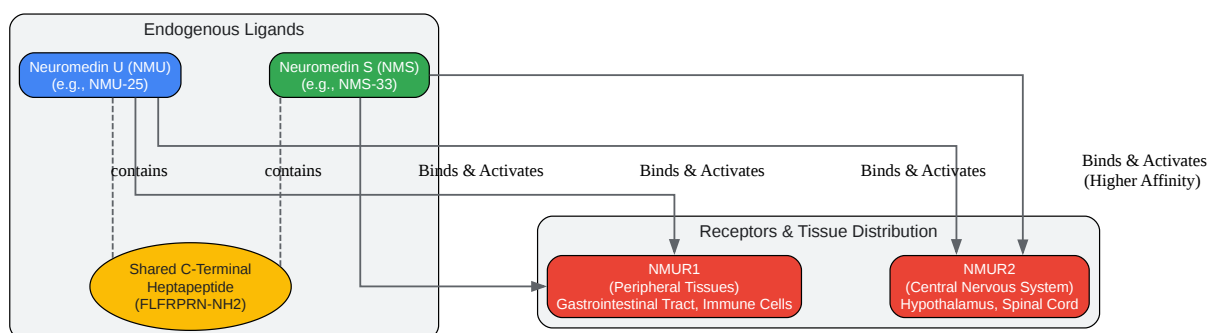 Endogenous Ligands
Neuromedin U (NMU)
(e.g., NMU-25)
Neuromedin S (NMS)
(e.g., NMS-33)
contains
contains
Binds & Activates
Binds & Activates
Binds & Activates
Binds & Activates
(Higher Affinity)
Shared C-Terminal
Heptapeptide
(FLFRPRN-NH2)
Receptors & Tissue Distribution
NMUR1
(Peripheral Tissues)
Gastrointestinal Tract, Immune Cells
NMUR2
(Central Nervous System)
Hypothalamus, Spinal Cord